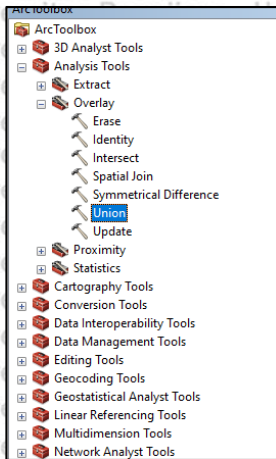 ArcToolbox
ArcToolbox
3D Analyst Tools
Analysis Tools
Extract
Overlay
Erase
Identity
Intersect
Spatial Join
Symmetrical Difference
Union
Update
Proximity
Statistics
Cartography Tools
Conversion Tools
Data Interoperability Tools
Data Management Tools
Editing Tools
Geocoding Tools
Geostatistical Analyst Tools
Linear Referencing Tools
Multidimension Tools
Network Analyst Tools